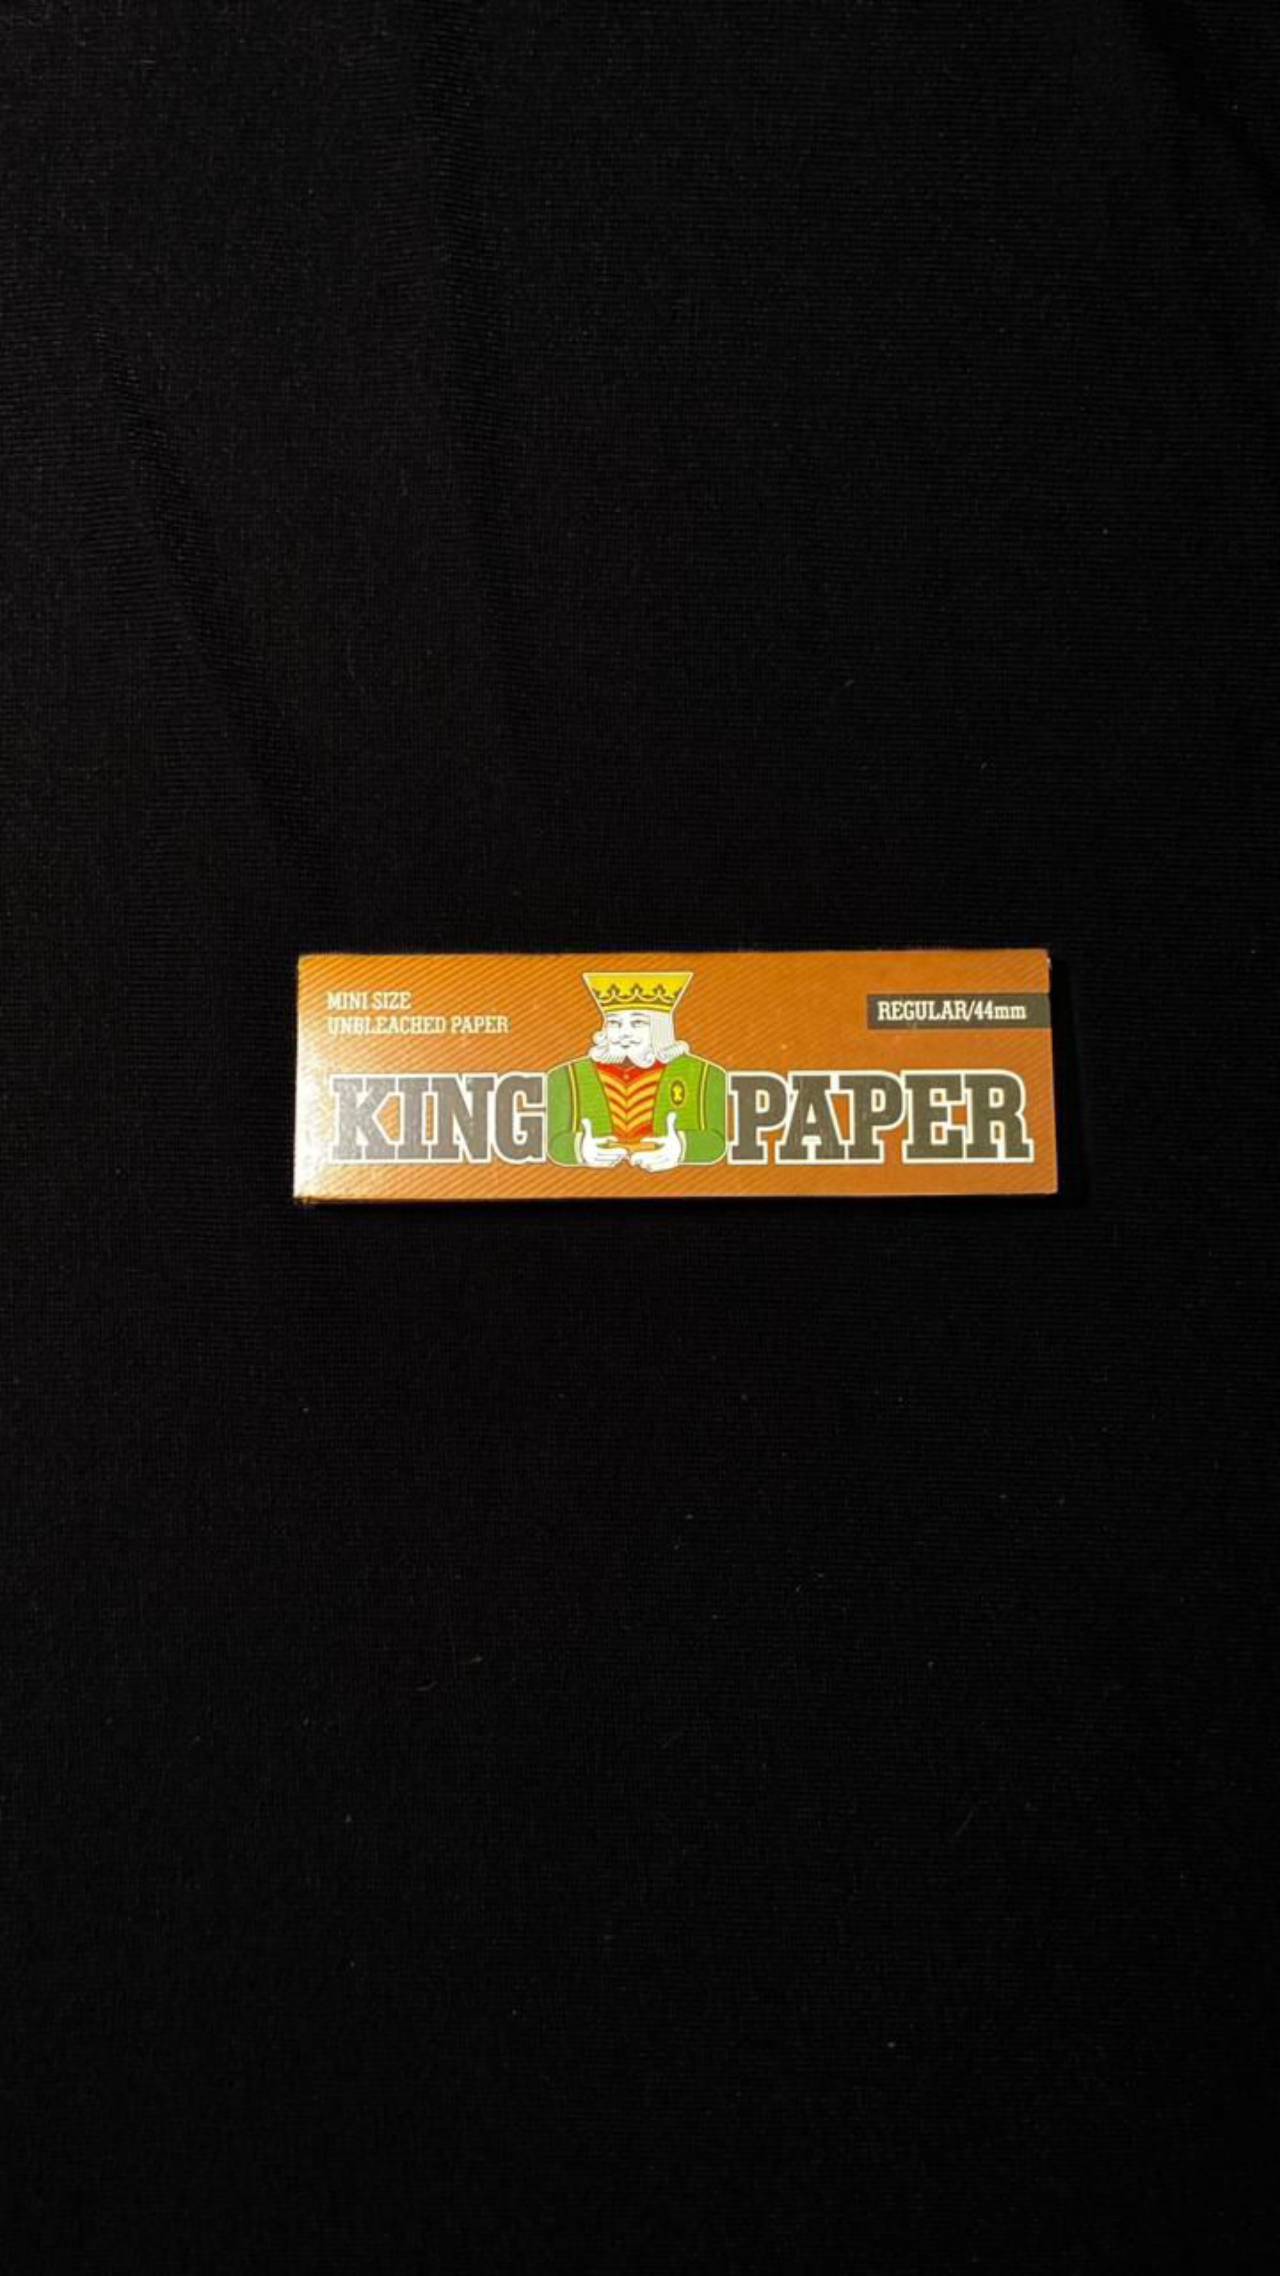 MINI SIZE
UNBLEACHED PAPER
REGULAR/44mm
KING PAPER